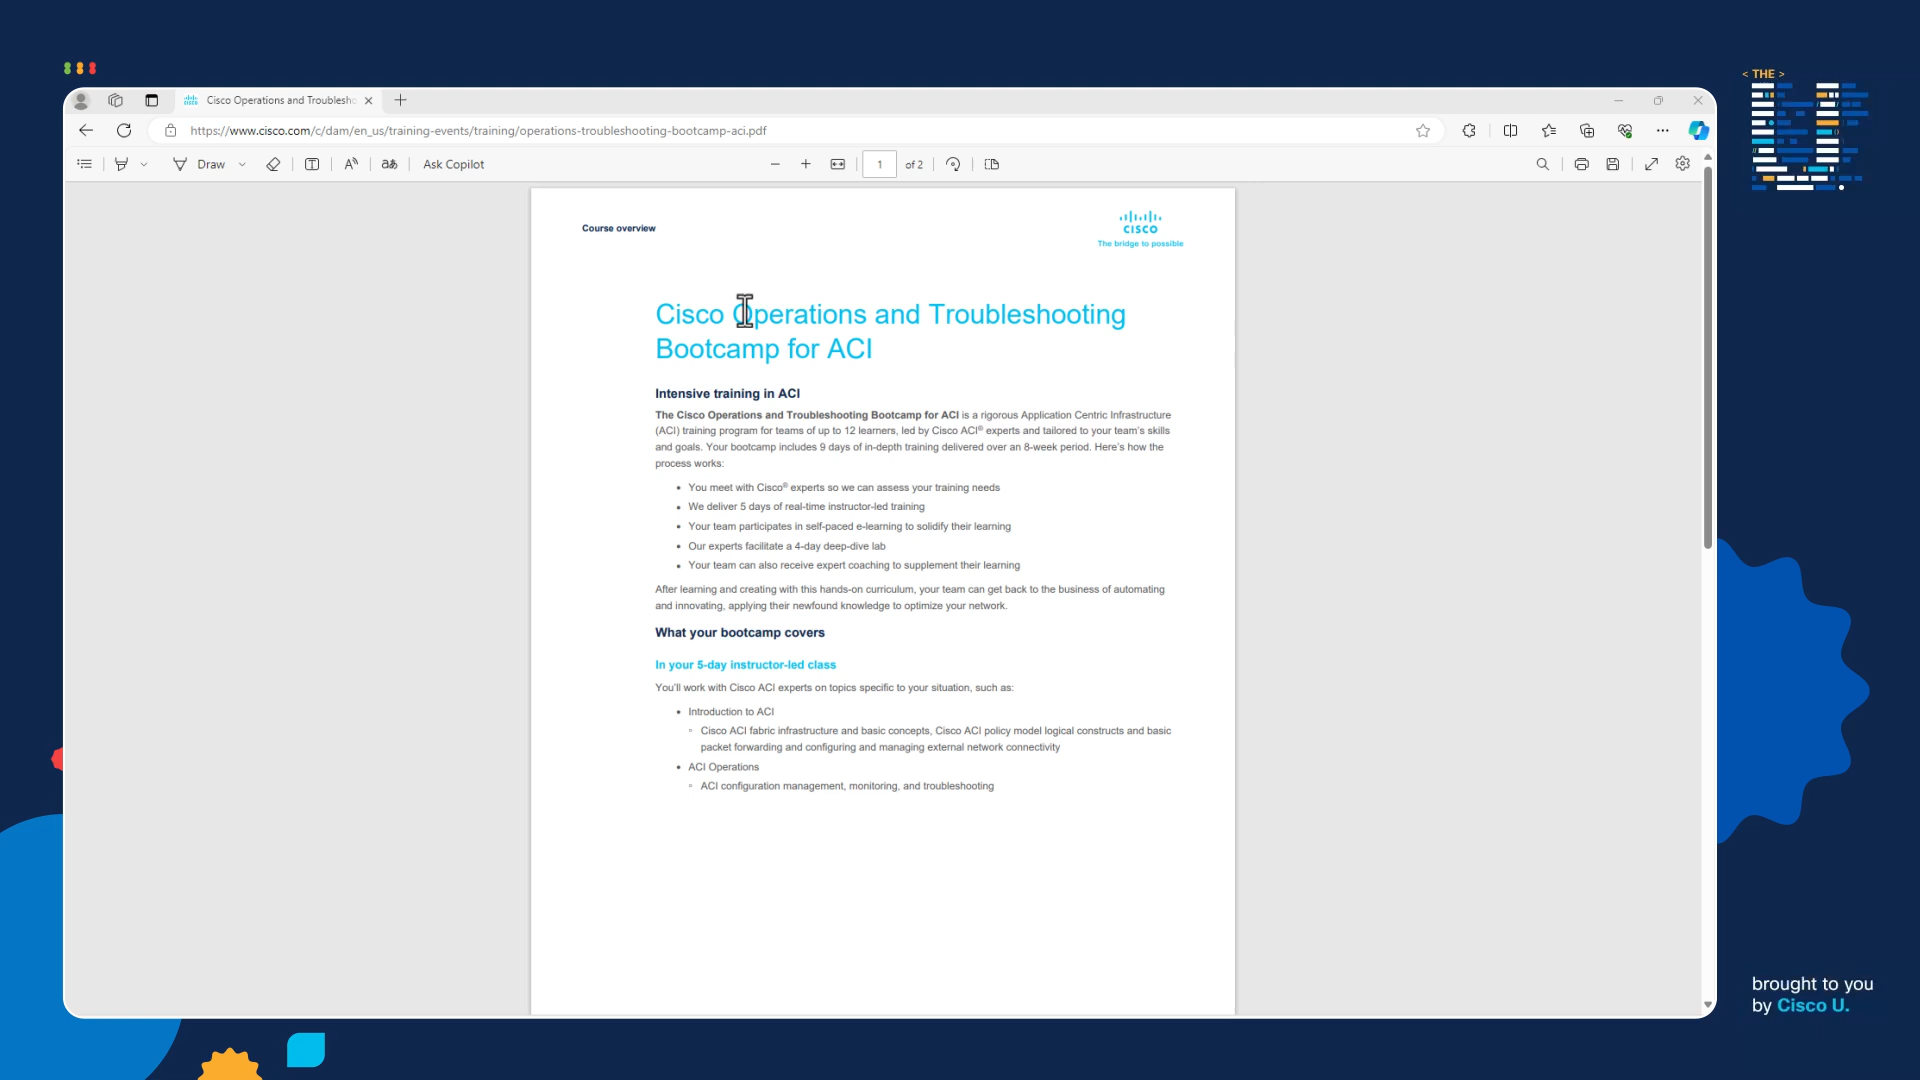 < THE >
Cisco Operations and Troublesh
https://www.cisco.com/c/dam/en_us/training-events/training/operations-troubleshooting-bootcamp-aci.pdf
Draw
aあ
Ask Copilot
1 of 2
Course overview
CISCO
The bridge to possible
Cisco Operations and Troubleshooting
Bootcamp for ACI
Intensive training in ACI
The Cisco Operations and Troubleshooting Bootcamp for ACI is a rigorous Application Centric Infrastructure
(ACI) training program for teams of up to 12 learners, led by Cisco ACI® experts and tailored to your team's skills
and goals. Your bootcamp includes 9 days of in-depth training delivered over an 8-week period. Here's how the
process works:
• You meet with Cisco® experts so we can assess your training needs
• We deliver 5 days of real-time instructor-led training
• Your team participates in self-paced e-learning to solidify their learning
• Our experts facilitate a 4-day deep-dive lab
• Your team can also receive expert coaching to supplement their learning
After learning and creating with this hands-on curriculum, your team can get back to the business of automating
and innovating, applying their newfound knowledge to optimize your network.
What your bootcamp covers
In your 5-day instructor-led class
You'll work with Cisco ACI experts on topics specific to your situation, such as:
• Introduction to ACI
◦ Cisco ACI fabric infrastructure and basic concepts, Cisco ACI policy model logical constructs and basic
packet forwarding and configuring and managing external network connectivity
• ACI Operations
◦ ACI configuration management, monitoring, and troubleshooting
brought to you
by Cisco U.